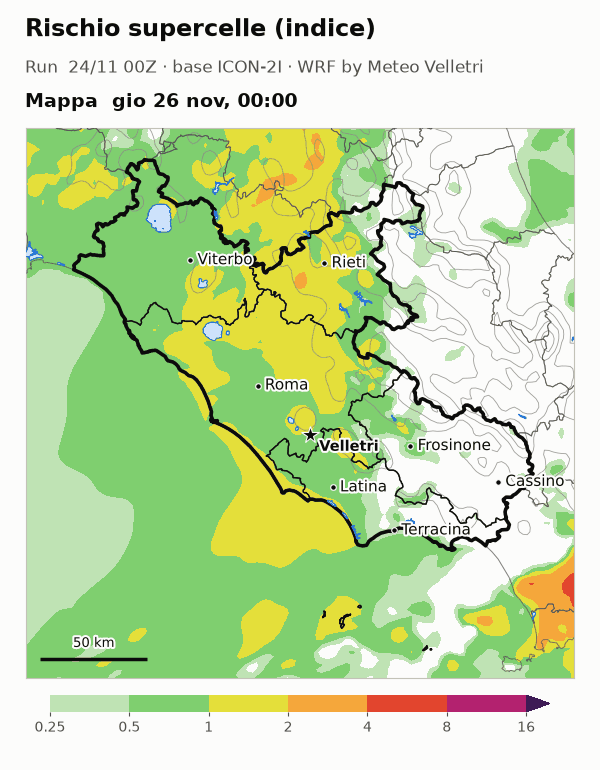 Rischio supercelle (indice)
Run  24/11 00Z · base ICON-2I · WRF by Meteo Velletri
Mappa  gio 26 nov, 00:00
Viterbo
Rieti
Roma
Velletri
Frosinone
Latina
Cassino
Terracina
50 km
0.25 0.5 1 2 4 8 16